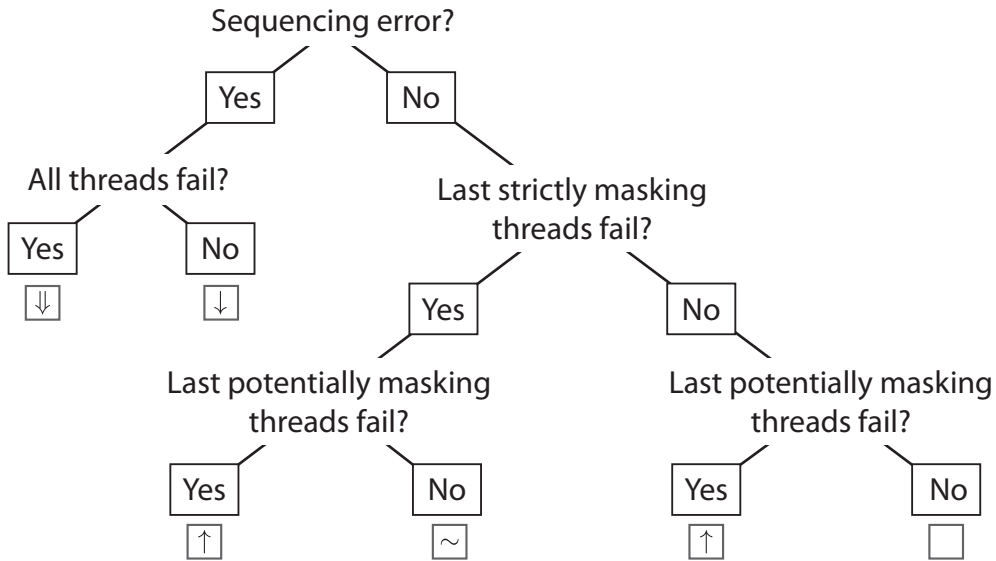 Sequencing error?
Yes
No
All threads fail?
Last strictly masking
threads fail?
Yes
No
⇓
↓
Yes
No
Last potentially masking
threads fail?
Last potentially masking
threads fail?
Yes
No
Yes
No
↑
~
↑